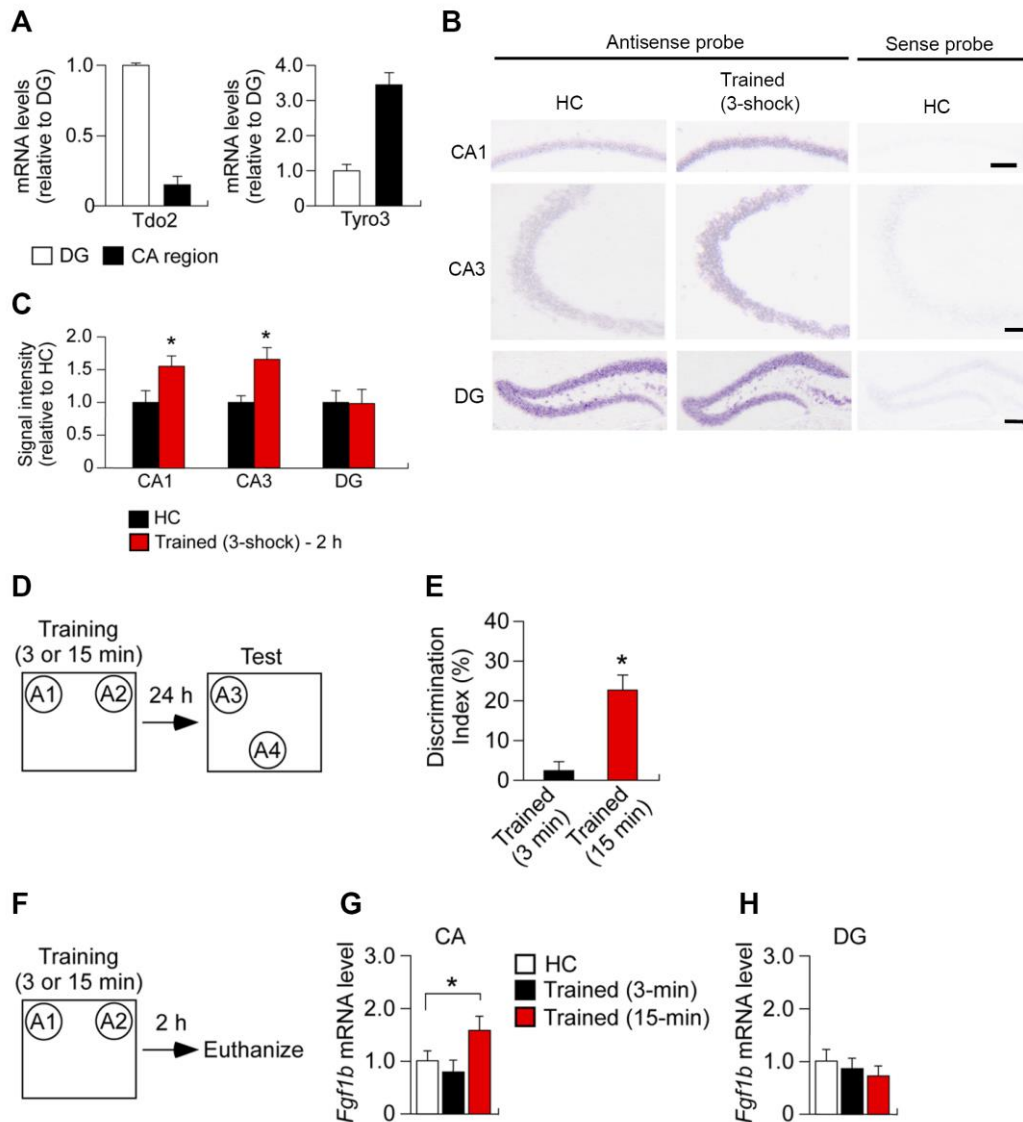 A
mRNA levels
(relative to DG)
1.0
0.5
0
Tdo2
mRNA levels
(relative to DG)
4.0
3.0
2.0
1.0
0
Tyro3
DG
CA region
B
Antisense probe
Sense probe
HC
Trained
(3-shock)
HC
CA1
CA3
DG
C
Signal intensity
(relative to HC)
2.0
1.5
1.0
0.5
0
*
*
CA1
CA3
DG
HC
Trained (3-shock) - 2 h
D
Training
(3 or 15 min)
A1
A2
24 h
Test
A3
A4
E
Discrimination
Index (%)
40
30
20
10
0
*
Trained
(3 min)
Trained
(15 min)
F
Training
(3 or 15 min)
A1
A2
2 h
Euthanize
G
CA
Fgf1b mRNA level
3.0
2.0
1.0
0
*
HC
Trained (3-min)
Trained (15-min)
H
DG
Fgf1b mRNA level
3.0
2.0
1.0
0